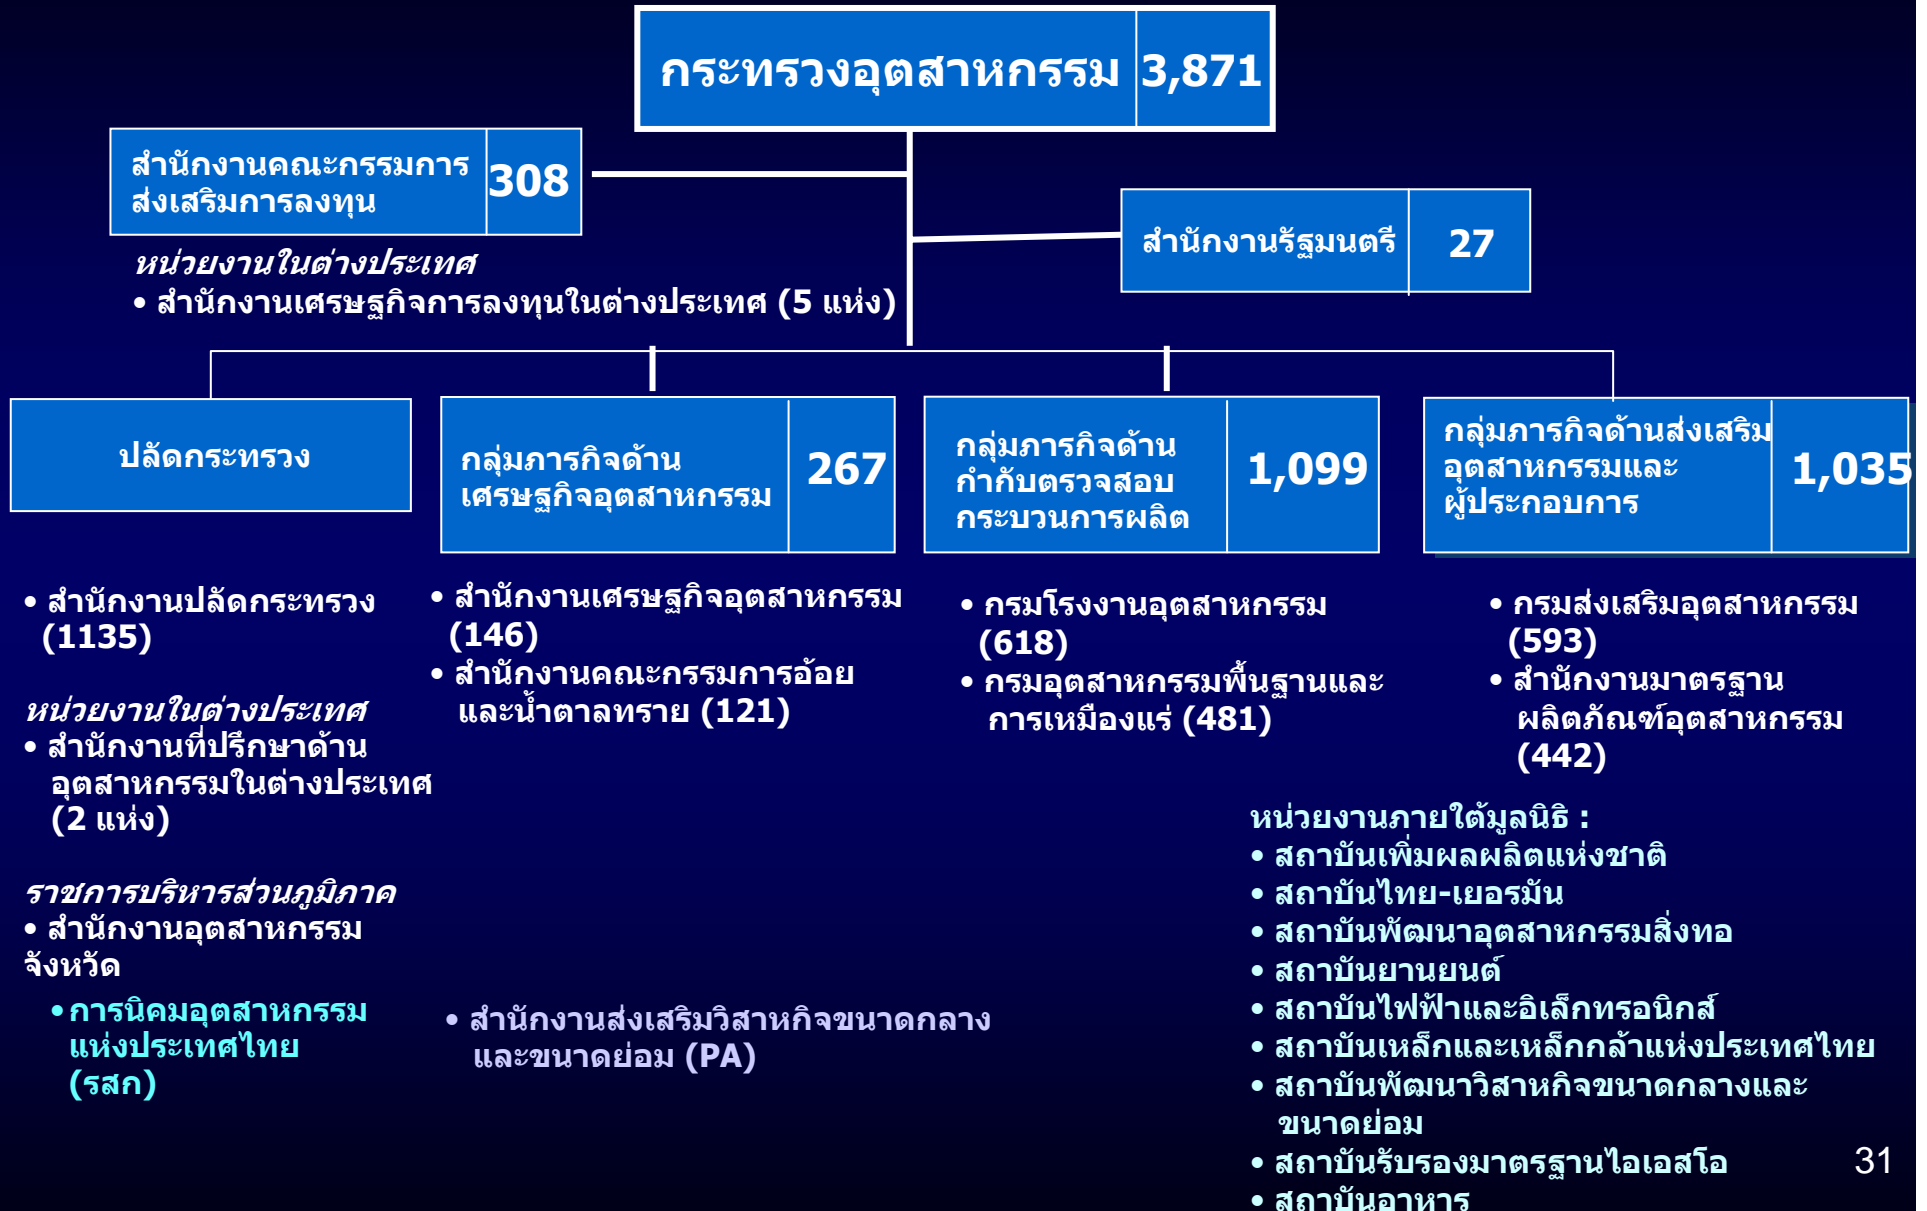 กระทรวงอุตสาหกรรม 3,871
สำนักงานคณะกรรมการ
ส่งเสริมการลงทุน
308
หน่วยงานในต่างประเทศ
• สำนักงานเศรษฐกิจการลงทุนในต่างประเทศ (5 แห่ง)
สำนักงานรัฐมนตรี 27
ปลัดกระทรวง
• สำนักงานปลัดกระทรวง
(1135)
หน่วยงานในต่างประเทศ
• สำนักงานที่ปรึกษาด้าน
อุตสาหกรรมในต่างประเทศ
(2 แห่ง)
ราชการบริหารส่วนภูมิภาค
• สำนักงานอุตสาหกรรม
จังหวัด
•การนิคมอุตสาหกรรม
แห่งประเทศไทย
(รสก)
กลุ่มภารกิจด้าน
เศรษฐกิจอุตสาหกรรม
267
• สำนักงานเศรษฐกิจอุตสาหกรรม
(146)
• สำนักงานคณะกรรมการอ้อย
และน้ำตาลทราย (121)
• สำนักงานส่งเสริมวิสาหกิจขนาดกลาง
และขนาดย่อม (PA)
กลุ่มภารกิจด้าน
กำกับตรวจสอบ
กระบวนการผลิต
1,099
• กรมโรงงานอุตสาหกรรม
(618)
• กรมอุตสาหกรรมพื้นฐานและ
การเหมืองแร่ (481)
กลุ่มภารกิจด้านส่งเสริม
อุตสาหกรรมและ
ผู้ประกอบการ
1,035
• กรมส่งเสริมอุตสาหกรรม
(593)
• สำนักงานมาตรฐาน
ผลิตภัณฑ์อุตสาหกรรม
(442)
หน่วยงานภายใต้มูลนิธิ :
• สถาบันเพิ่มผลผลิตแห่งชาติ
• สถาบันไทย-เยอรมัน
• สถาบันพัฒนาอุตสาหกรรมสิ่งทอ
• สถาบันยานยนต์
• สถาบันไฟฟ้าและอิเล็กทรอนิกส์
• สถาบันเหล็กและเหล็กกล้าแห่งประเทศไทย
• สถาบันพัฒนาวิสาหกิจขนาดกลางและ
ขนาดย่อม
• สถาบันรับรองมาตรฐานไอเอสโอ
• สถาบันอาหาร
31